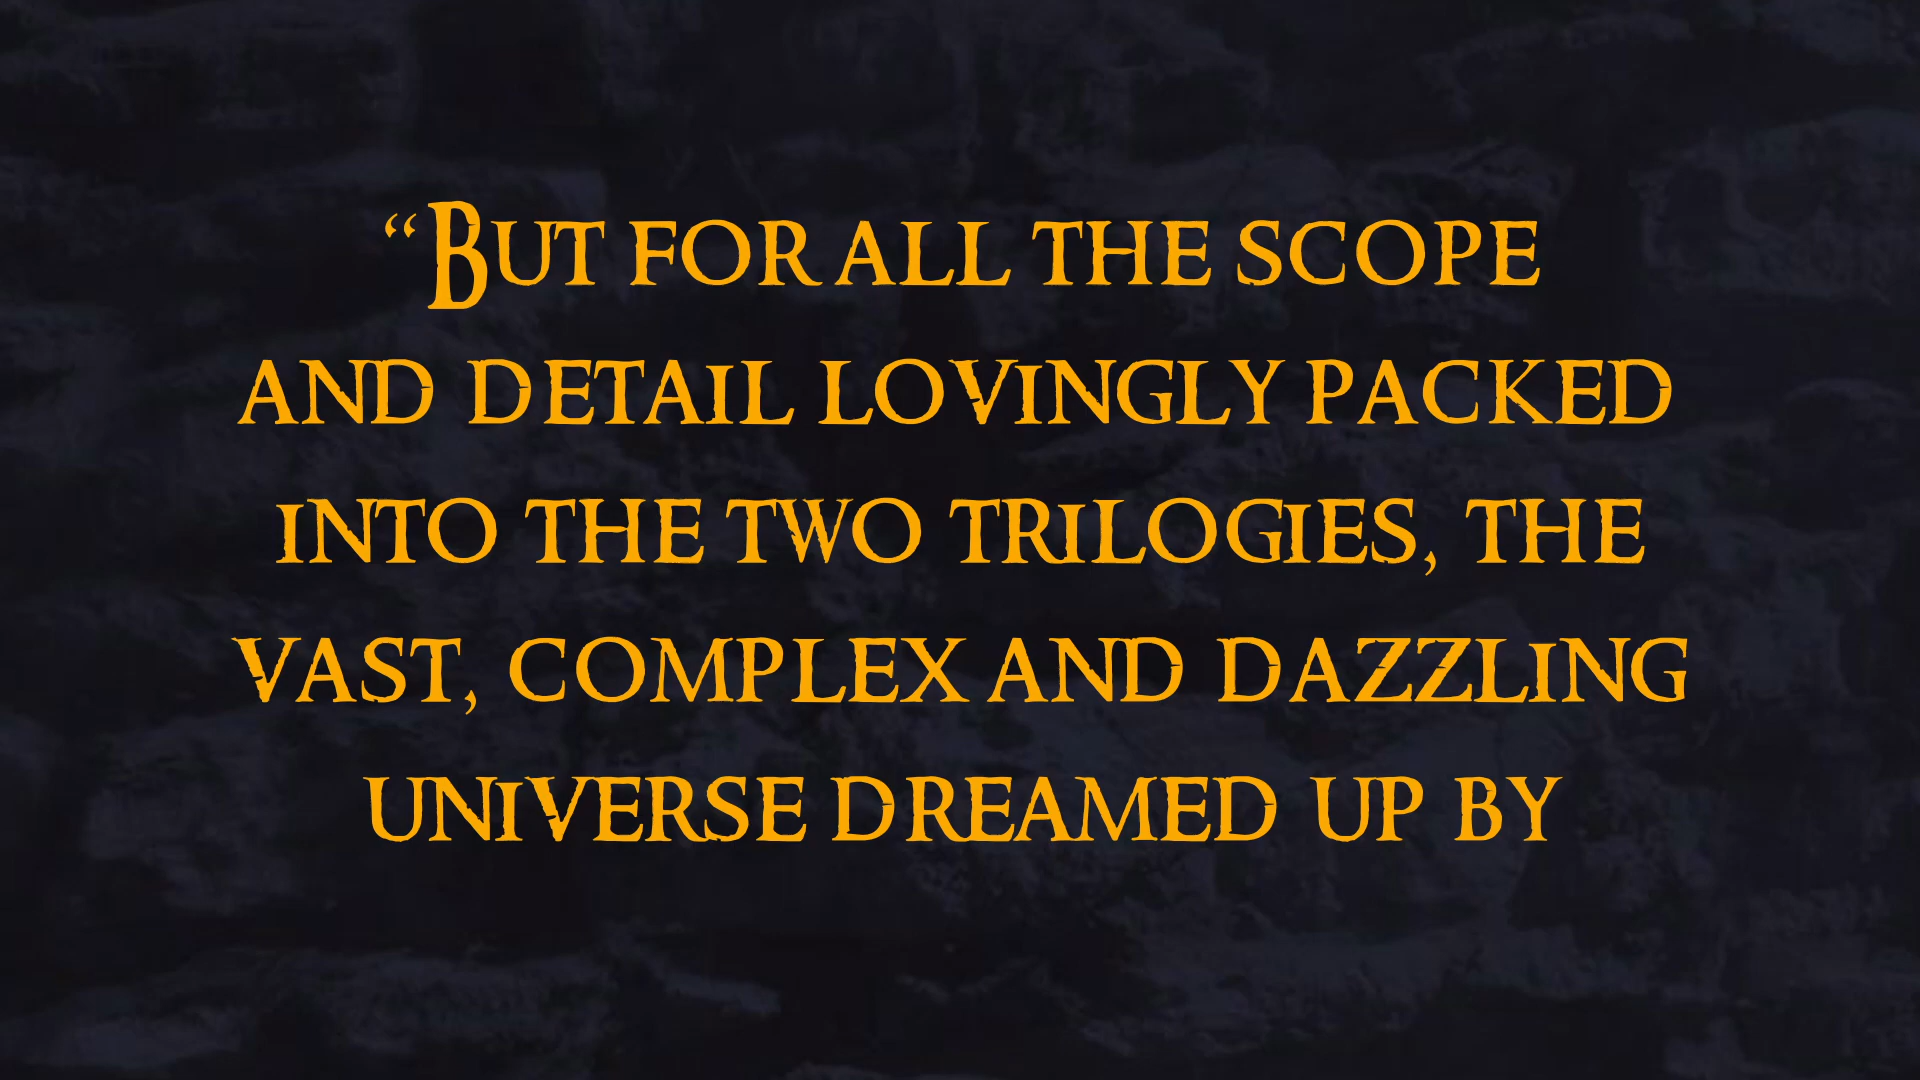 “But for all the scope
and detail lovingly packed
into the two trilogies, the
vast, complex and dazzling
universe dreamed up by